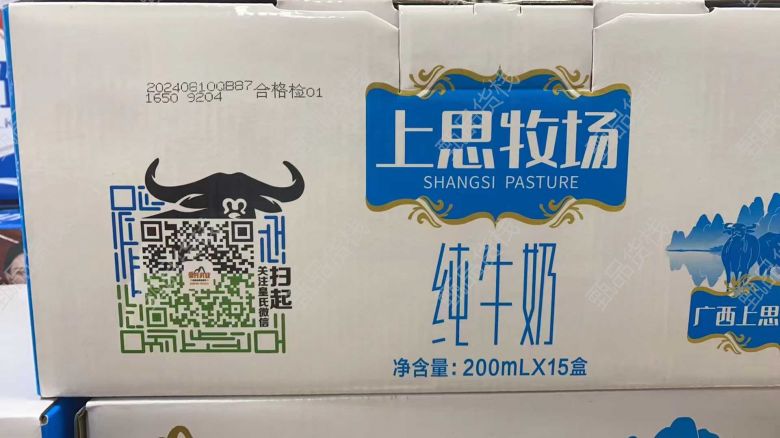 20240810QB87
1650 9204
合格检01
上思牧场
SHANGSI PASTURE
纯牛奶
净含量：200mLX15盒
扫一起
关注皇氏微信
广西上思